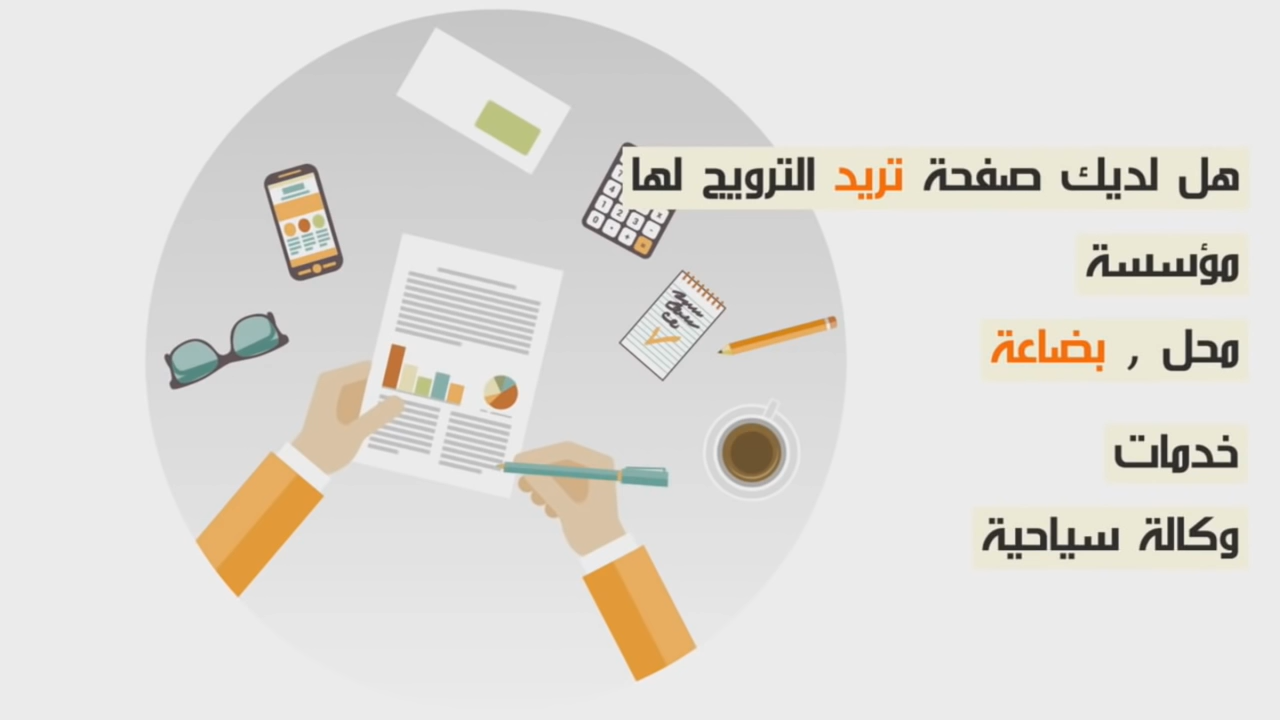 هل لديك صفحة تريد الترويج لها
مؤسسة
محل , بضاعة
خدمات
وكالة سياحية